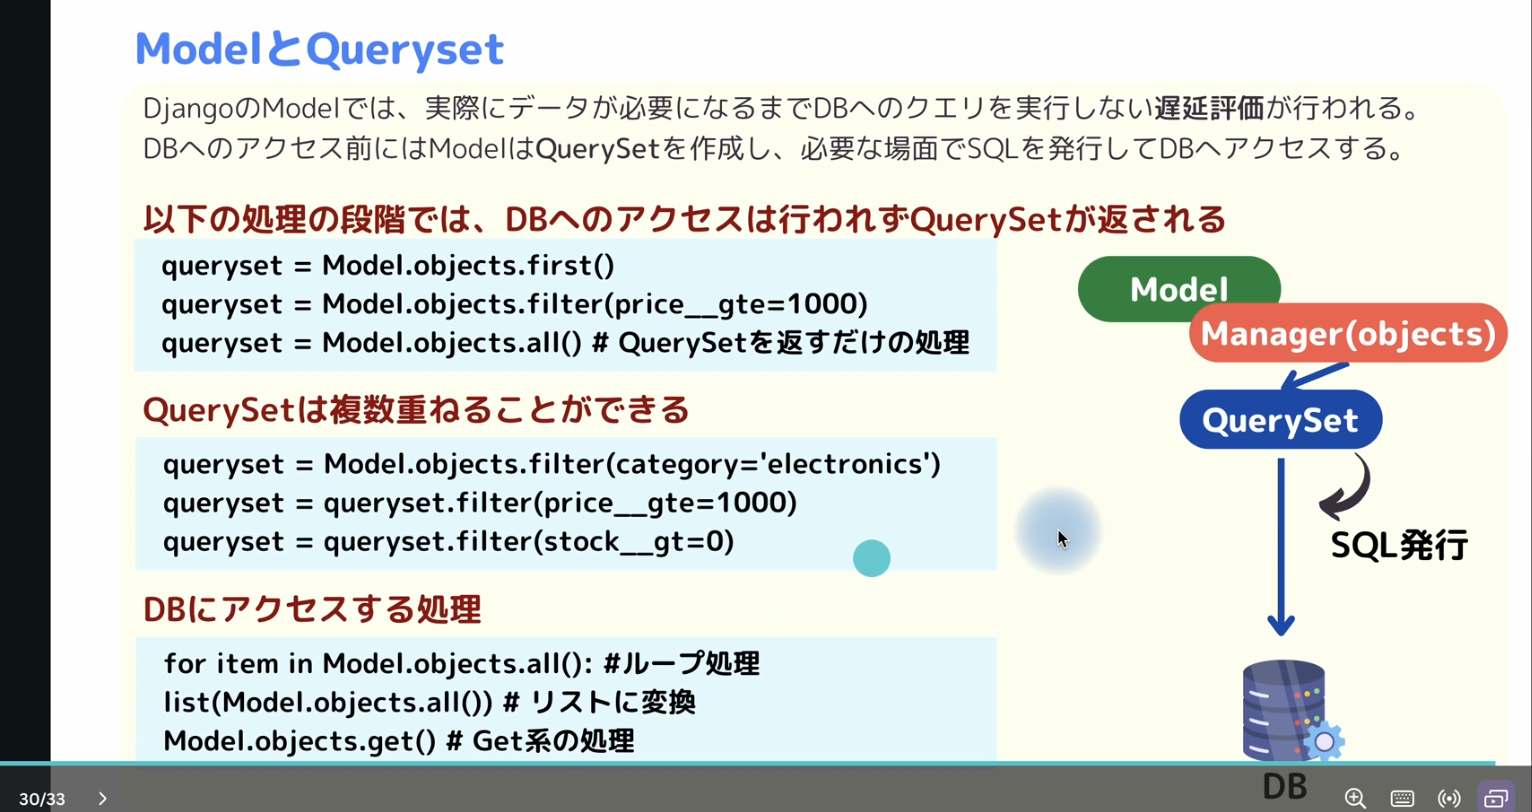 ModelとQueryset
DjangoのModelでは、実際にデータが必要になるまでDBへのクエリを実行しない遅延評価が行われる。
DBへのアクセス前にはModelはQuerySetを作成し、必要な場面でSQLを発行してDBへアクセスする。
以下の処理の段階では、DBへのアクセスは行われずQuerySetが返される
queryset = Model.objects.first()
queryset = Model.objects.filter(price__gte=1000)
queryset = Model.objects.all() # QuerySetを返すだけの処理
QuerySetは複数重ねることができる
queryset = Model.objects.filter(category='electronics')
queryset = queryset.filter(price__gte=1000)
queryset = queryset.filter(stock__gt=0)
DBにアクセスする処理
for item in Model.objects.all(): #ループ処理
list(Model.objects.all()) # リストに変換
Model.objects.get() # Get系の処理
Model
Manager(objects)
QuerySet
SQL発行
DB
30/33